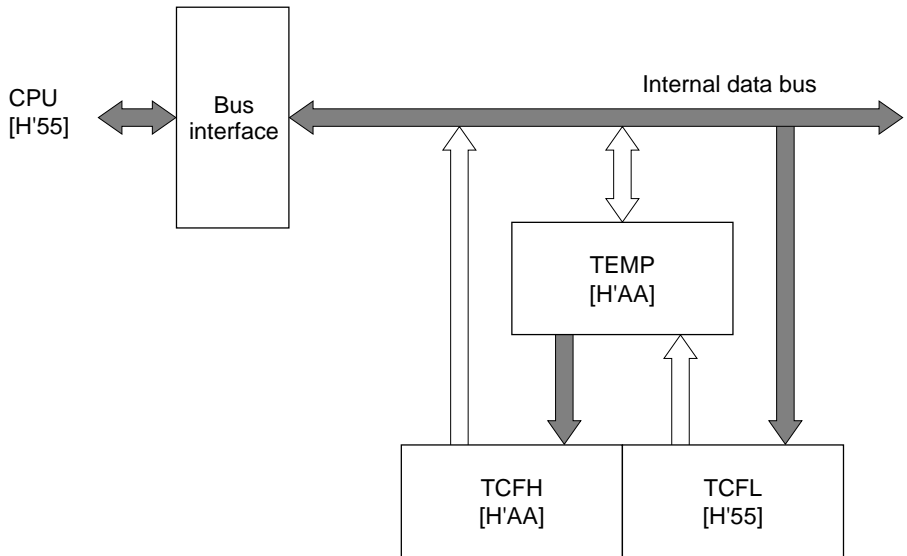 Internal data bus
CPU
[H'55]
Bus
interface
TEMP
[H'AA]
TCFH
[H'AA]
TCFL
[H'55]